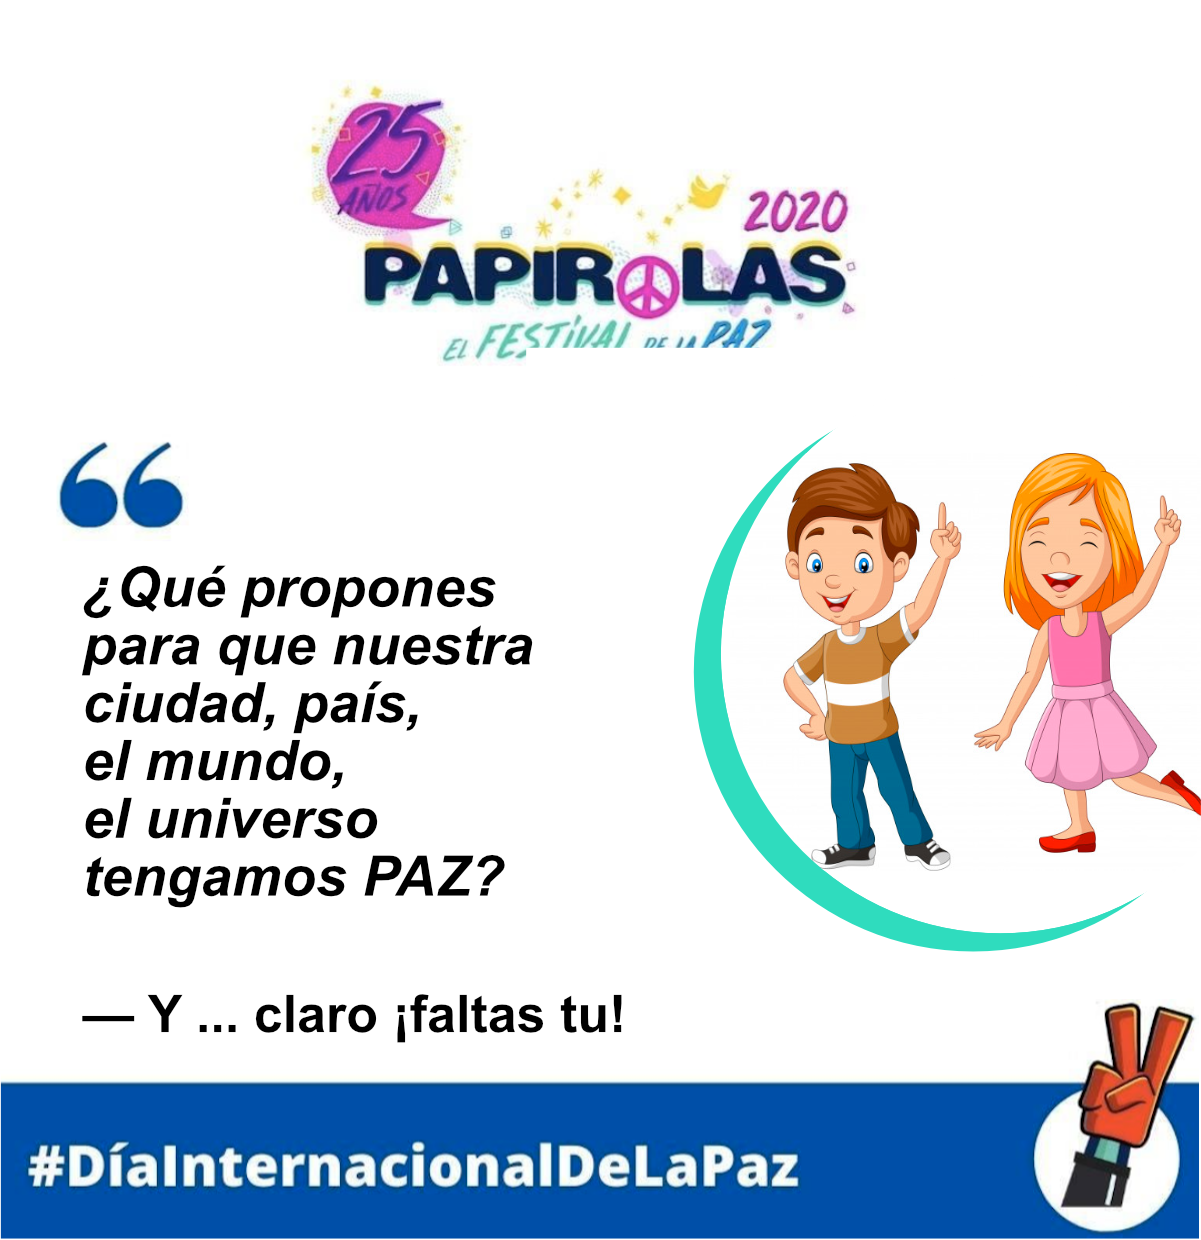 25
AÑOS
2020
PAPIROLAS
EL FESTIVAL DE LA PAZ
“
¿Qué propones
para que nuestra
ciudad, país,
el mundo,
el universo
tengamos PAZ?
— Y ... claro ¡faltas tu!
#DíaInternacionalDeLaPaz